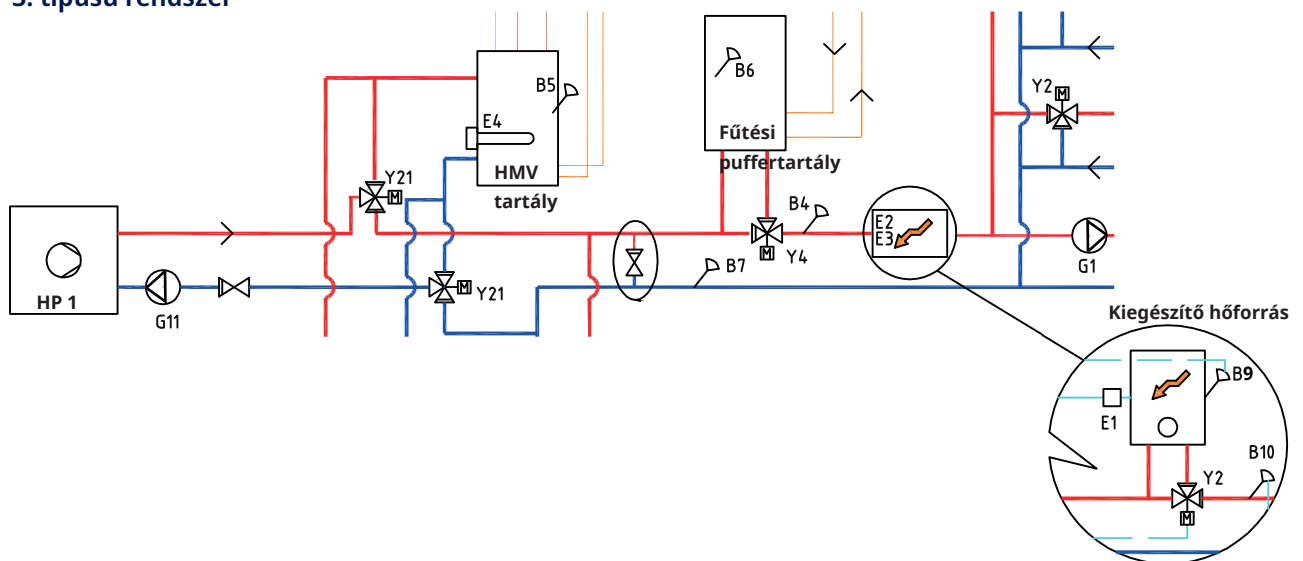 3. típusú rendszer
B5
E4
HMV
tartály
B6
Fűtési
puffertartály
Y2
M
Y21
M
B4
E2
E3
M
Y4
G1
B7
M
Y21
HP 1
G11
Kiegészítő hőforrás
B9
E1
B10
Y2
M